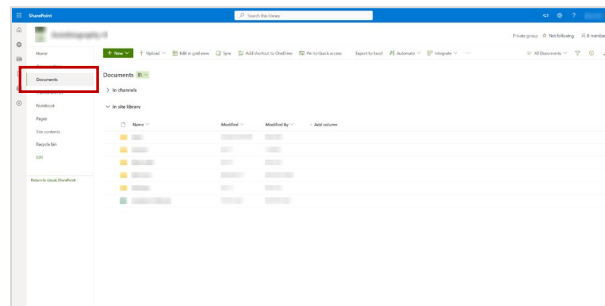 SharePoint
Search this library
Private group Not following 8 members
Home
+ New Upload Edit in grid view Sync Add shortcut to OneDrive Pin to Quick access Export to Excel Automate Integrate ... All Documents
Documents
Documents
In channels
In site library
Notebook
Pages
Name Modified Modified By + Add column
Site contents
Recycle bin
Edit
Return to classic SharePoint